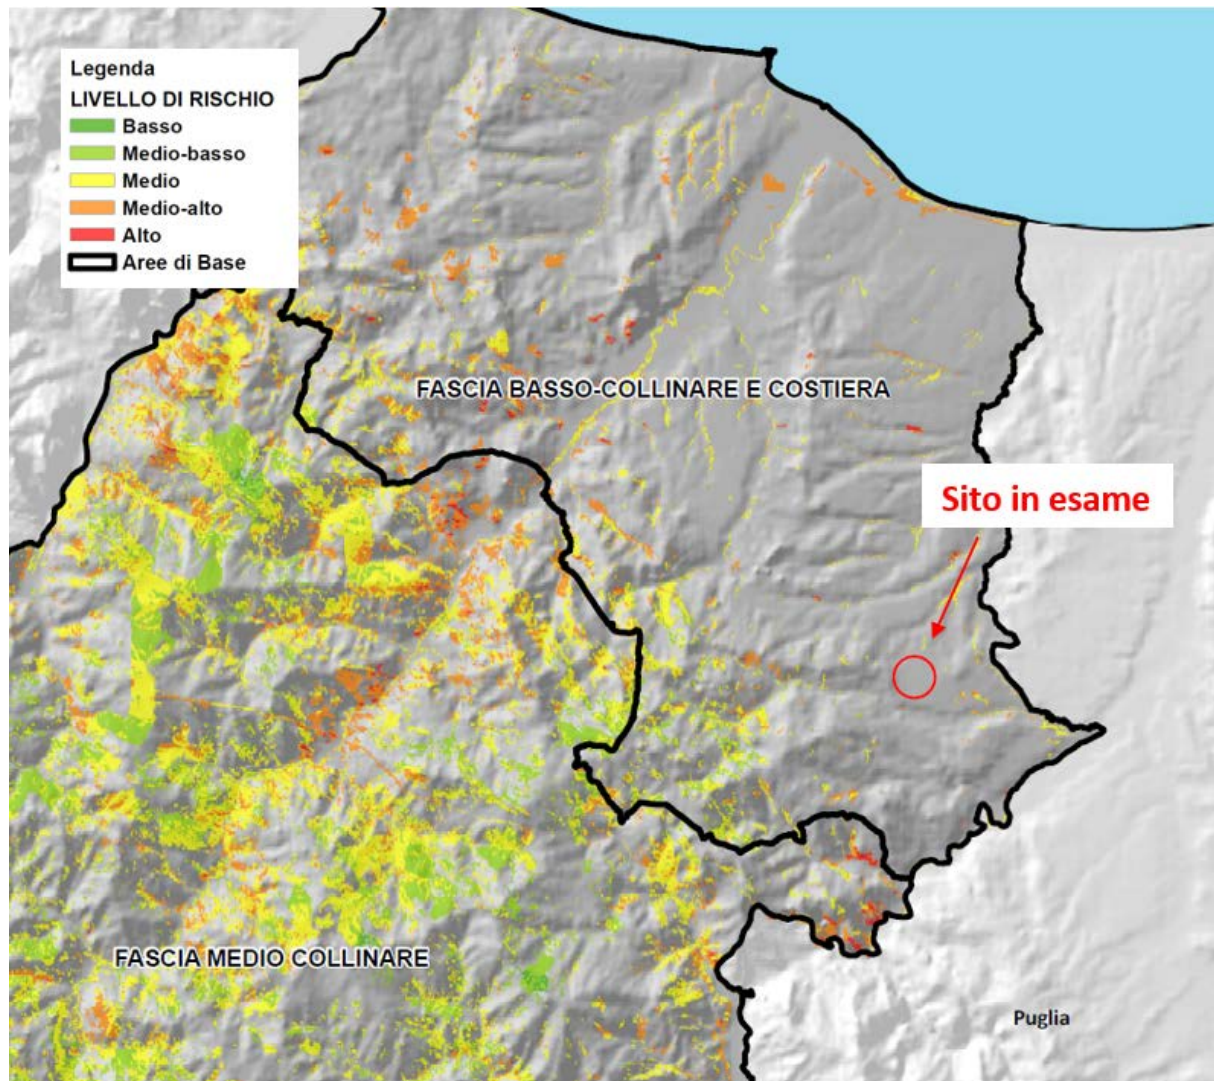 Legenda
LIVELLO DI RISCHIO
Basso
Medio-basso
Medio
Medio-alto
Alto
Aree di Base
FASCIA BASSO-COLLINARE E COSTIERA
Sito in esame
FASCIA MEDIO COLLINARE
Puglia